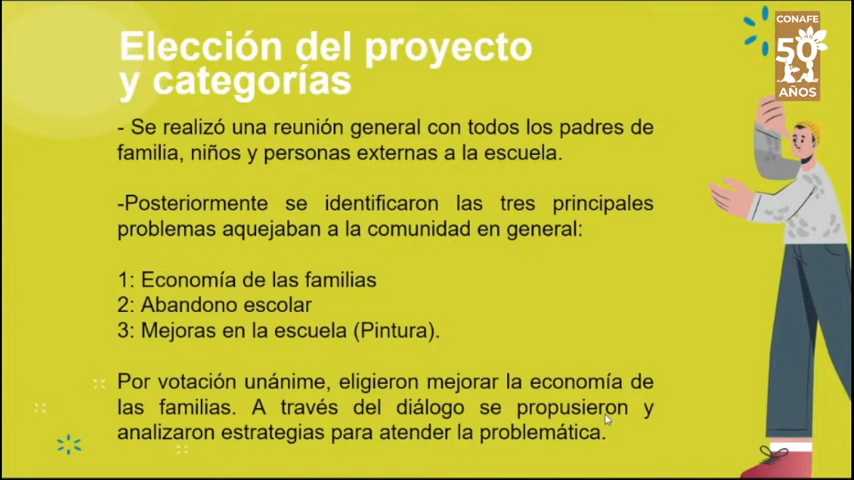 CONAFE
50
AÑOS
Elección del proyecto
y categorías
- Se realizó una reunión general con todos los padres de
familia, niños y personas externas a la escuela.
-Posteriormente se identificaron las tres principales
problemas aquejaban a la comunidad en general:
1: Economía de las familias
2: Abandono escolar
3: Mejoras en la escuela (Pintura).
Por votación unánime, eligieron mejorar la economía de
las familias. A través del diálogo se propusieron y
analizaron estrategias para atender la problemática.